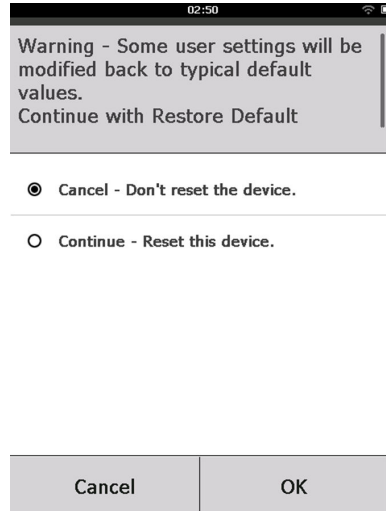 02:50
Warning - Some user settings will be
modified back to typical default
values.
Continue with Restore Default
Cancel - Don't reset the device.
Continue - Reset this device.
Cancel
OK